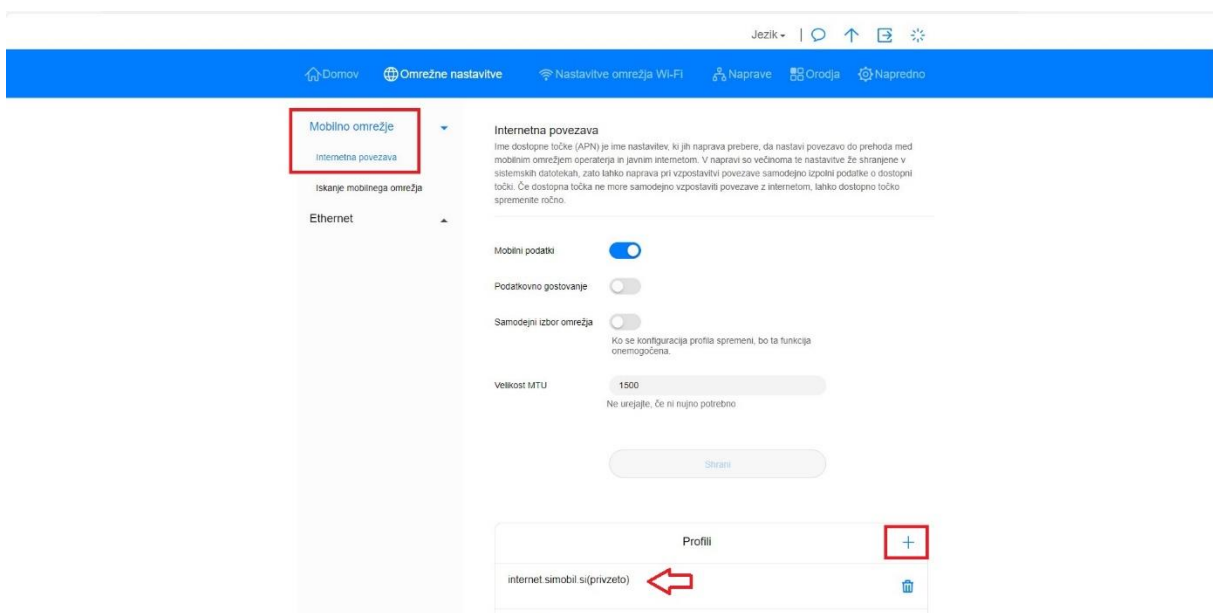 Jezik
Domov Omrežne nastavitve Nastavitve omrežja Wi-Fi Naprave Orodja Napredno
Mobilno omrežje
Internetna povezava
Iskanje mobilnega omrežja
Ethernet
Internetna povezava
Ime dostopne točke (APN) je ime nastavitev, ki jih naprava prebere, da nastavi povezavo do prehoda med
mobilnim omrežjem operaterja in javnim internetom. V napravi so večinoma te nastavitve že shranjene v
sistemskih datotekah, zato lahko naprava pri vzpostavitvi povezave samodejno izpolni podatke o dostopni
točki. Če dostopna točka ne more samodejno vzpostaviti povezave z internetom, lahko dostopno točko
spremenite ročno.
Mobilni podatki
Podatkovno gostovanje
Samodejni izbor omrežja
Ko se konfiguracija profila spremeni, bo ta funkcija
onemogočena.
Velikost MTU 1500
Ne urejajte, če ni nujno potrebno
Shrani
Profili
internet.simobil.si(privzeto)